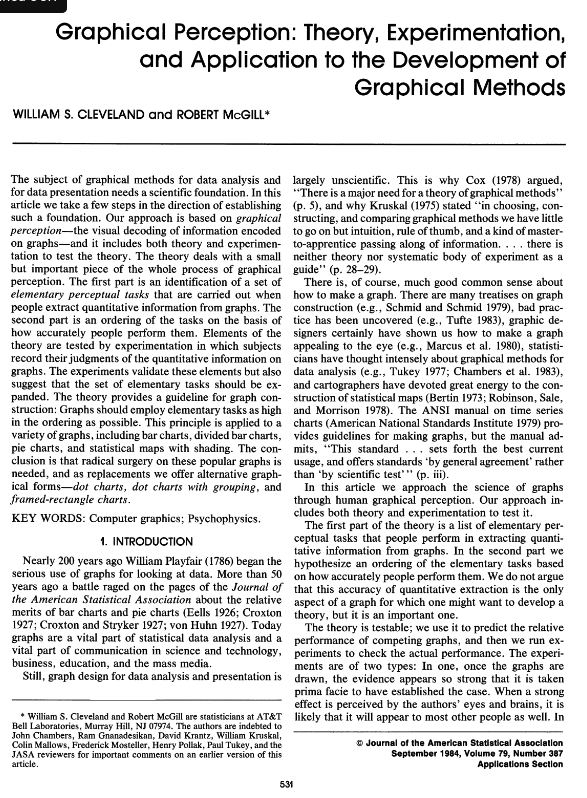 Graphical Perception: Theory, Experimentation,
and Application to the Development of
Graphical Methods
WILLIAM S. CLEVELAND and ROBERT McGILL*
The subject of graphical methods for data analysis and
for data presentation needs a scientific foundation. In this
article we take a few steps in the direction of establishing
such a foundation. Our approach is based on graphical
perception—the visual decoding of information encoded
on graphs—and it includes both theory and experimen-
tation to test the theory. The theory deals with a small
but important piece of the whole process of graphical
perception. The first part is an identification of a set of
elementary perceptual tasks that are carried out when
people extract quantitative information from graphs. The
second part is an ordering of the tasks on the basis of
how accurately people perform them. Elements of the
theory are tested by experimentation in which subjects
record their judgments of the quantitative information on
graphs. The experiments validate these elements but also
suggest that the set of elementary tasks should be ex-
panded. The theory provides a guideline for graph con-
struction: Graphs should employ elementary tasks as high
in the ordering as possible. This principle is applied to a
variety of graphs, including bar charts, divided bar charts,
pie charts, and statistical maps with shading. The con-
clusion is that radical surgery on these popular graphs is
needed, and as replacements we offer alternative graph-
ical forms—dot charts, dot charts with grouping, and
framed-rectangle charts.
KEY WORDS: Computer graphics; Psychophysics.
1. INTRODUCTION
Nearly 200 years ago William Playfair (1786) began the
serious use of graphs for looking at data. More than 50
years ago a battle raged on the pages of the Journal of
the American Statistical Association about the relative
merits of bar charts and pie charts (Eells 1926; Croxton
1927; Croxton and Stryker 1927; von Huhn 1927). Today
graphs are a vital part of statistical data analysis and a
vital part of communication in science and technology,
business, education, and the mass media.
Still, graph design for data analysis and presentation is
* William S. Cleveland and Robert McGill are statisticians at AT&T
Bell Laboratories, Murray Hill, NJ 07974. The authors are indebted to
John Chambers, Ram Gnanadesikan, David Krantz, William Kruskal,
Colin Mallows, Frederick Mosteller, Henry Pollak, Paul Tukey, and the
JASA reviewers for important comments on an earlier version of this
article.
largely unscientific. This is why Cox (1978) argued,
“There is a major need for a theory of graphical methods”
(p. 5), and why Kruskal (1975) stated “in choosing, con-
structing, and comparing graphical methods we have little
to go on but intuition, rule of thumb, and a kind of master-
to-apprentice passing along of information. . . . there is
neither theory nor systematic body of experiment as a
guide” (p. 28–29).
There is, of course, much good common sense about
how to make a graph. There are many treatises on graph
construction (e.g., Schmid and Schmid 1979), bad prac-
tice has been uncovered (e.g., Tufte 1983), graphic de-
signers certainly have shown us how to make a graph
appealing to the eye (e.g., Marcus et al. 1980), statisti-
cians have thought intensely about graphical methods for
data analysis (e.g., Tukey 1977; Chambers et al. 1983),
and cartographers have devoted great energy to the con-
struction of statistical maps (Bertin 1973; Robinson, Sale,
and Morrison 1978). The ANSI manual on time series
charts (American National Standards Institute 1979) pro-
vides guidelines for making graphs, but the manual ad-
mits, “This standard . . . sets forth the best current
usage, and offers standards ‘by general agreement’ rather
than ‘by scientific test’ ” (p. iii).
In this article we approach the science of graphs
through human graphical perception. Our approach in-
cludes both theory and experimentation to test it.
The first part of the theory is a list of elementary per-
ceptual tasks that people perform in extracting quanti-
tative information from graphs. In the second part we
hypothesize an ordering of the elementary tasks based
on how accurately people perform them. We do not argue
that this accuracy of quantitative extraction is the only
aspect of a graph for which one might want to develop a
theory, but it is an important one.
The theory is testable; we use it to predict the relative
performance of competing graphs, and then we run ex-
periments to check the actual performance. The experi-
ments are of two types: In one, once the graphs are
drawn, the evidence appears so strong that it is taken
prima facie to have established the case. When a strong
effect is perceived by the authors' eyes and brains, it is
likely that it will appear to most other people as well. In
© Journal of the American Statistical Association
September 1984, Volume 79, Number 387
Applications Section
531